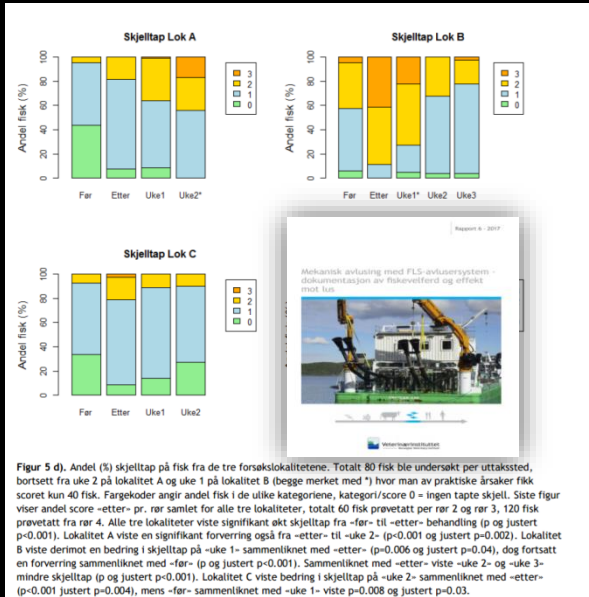 Skjelltap Lok A
Andel fisk (%)
100
80
60
40
20
0
Før Etter Uke1 Uke2*
3
2
1
0
Skjelltap Lok B
Andel fisk (%)
100
80
60
40
20
0
Før Etter Uke1* Uke2 Uke3
3
2
1
0
Skjelltap Lok C
Andel fisk (%)
100
80
60
40
20
0
Før Etter Uke1 Uke2
3
2
1
0
Rapport 6 - 2017
Mekanisk avlusing med FLS-avlusersystem -
dokumentasjon av fiskevelferd og effekt
mot lus
Veterinærinstituttet
Figur 5 d). Andel (%) skjelltap på fisk fra de tre forsøkslokalitetene. Totalt 80 fisk ble undersøkt per uttakssted,
bortsett fra uke 2 på lokalitet A og uke 1 på lokalitet B (begge merket med *) hvor man av praktiske årsaker fikk
scoret kun 40 fisk. Fargekoder angir andel fisk i de ulike kategoriene, kategori/score 0 = ingen tapte skjell. Siste figur
viser andel score «etter» pr. rør samlet for alle tre lokaliteter, totalt 60 fisk prøvetatt per rør 2 og rør 3, 120 fisk
prøvetatt fra rør 4. Alle tre lokaliteter viste signifikant økt skjelltap fra «før» til «etter» behandling (p og justert
p<0.001). Lokalitet A viste en signifikant forverring også fra «etter» til «uke 2» (p<0.001 og justert p=0.002). Lokalitet
B viste derimot en bedring i skjelltap på «uke 1» sammenliknet med «etter» (p=0.006 og justert p=0.04), dog fortsatt
en forverring sammenliknet med «før» (p og justert p<0.001). Sammenliknet med «etter» viste «uke 2» og «uke 3»
mindre skjelltap (p og justert p<0.001). Lokalitet C viste bedring i skjelltap på «uke 2» sammenliknet med «etter»
(p<0.001 justert p=0.004), mens «før» sammenliknet med «uke 1» viste p=0.008 og justert p=0.03.